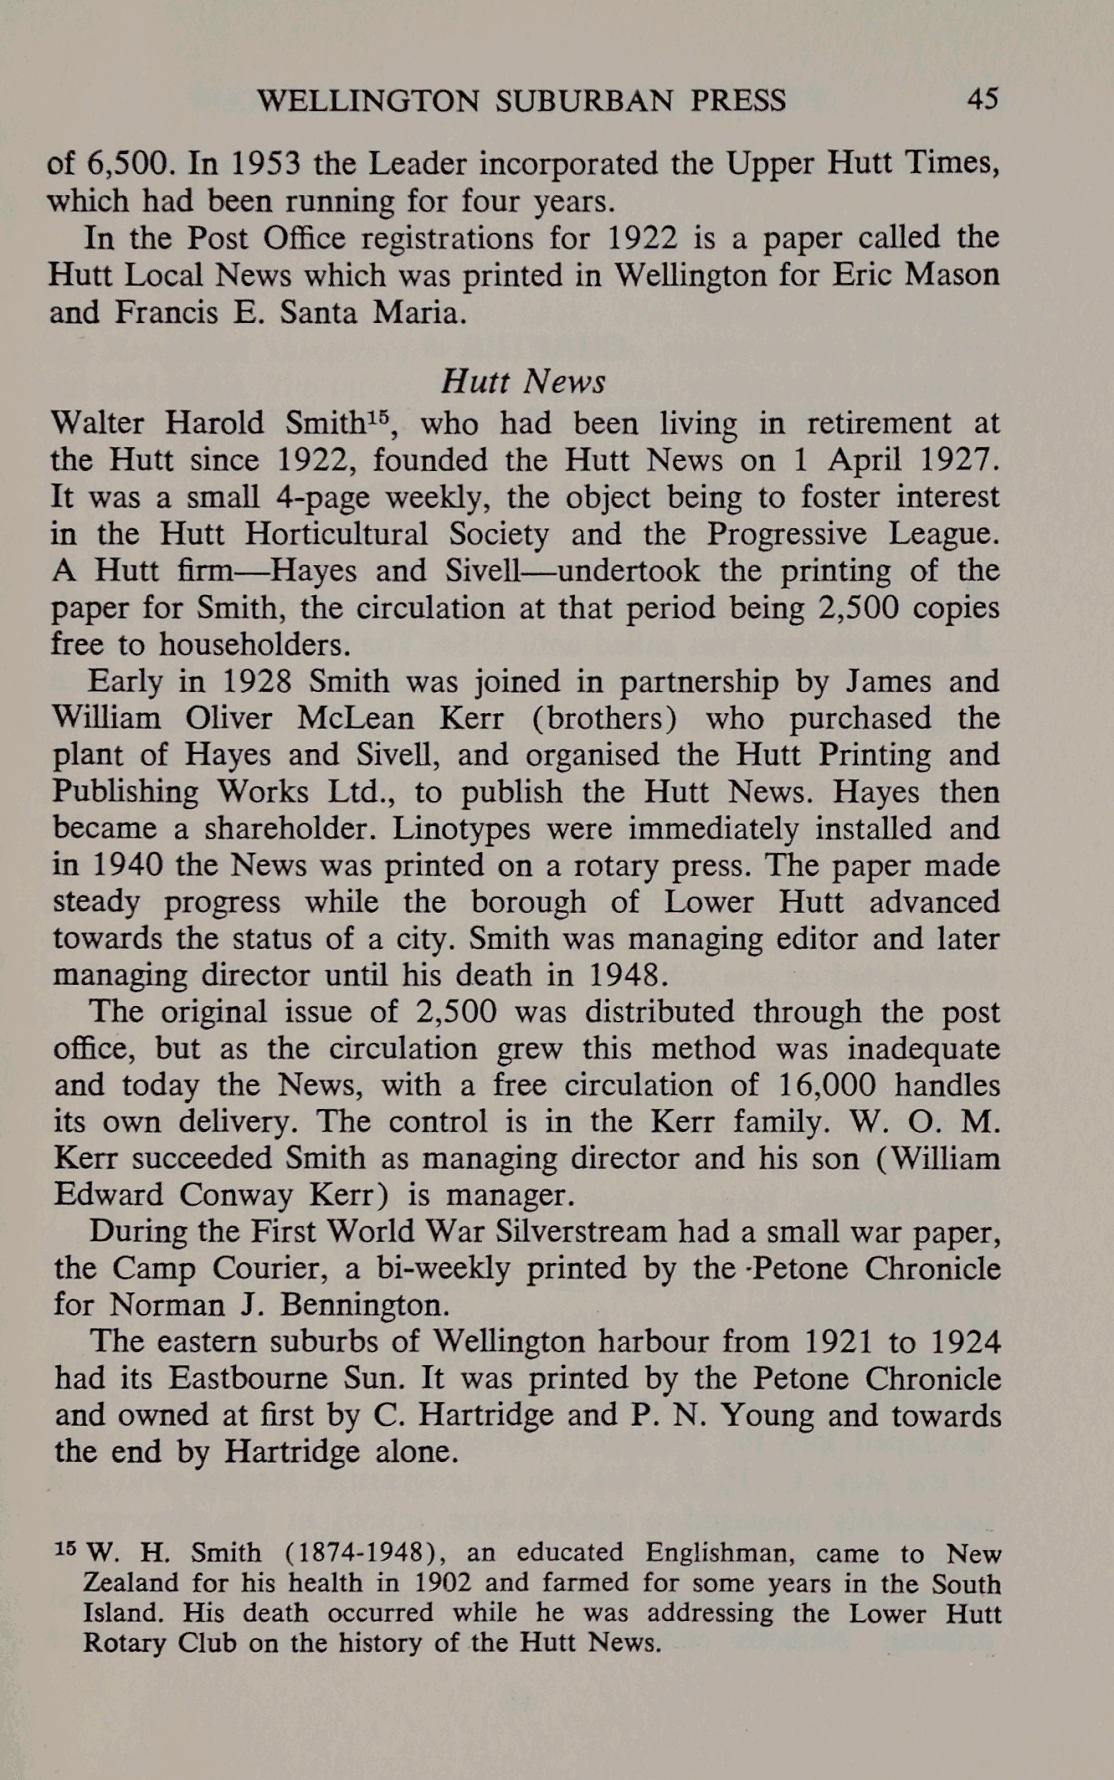 WELLINGTON SUBURBAN PRESS 45
of 6,500. In 1953 the Leader incorporated the Upper Hutt Times,
which had been running for four years.
In the Post Office registrations for 1922 is a paper called the
Hutt Local News which was printed in Wellington for Eric Mason
and Francis E. Santa Maria.
Hutt News
Walter Harold Smith¹⁵, who had been living in retirement at
the Hutt since 1922, founded the Hutt News on 1 April 1927.
It was a small 4-page weekly, the object being to foster interest
in the Hutt Horticultural Society and the Progressive League.
A Hutt firm—Hayes and Sivell—undertook the printing of the
paper for Smith, the circulation at that period being 2,500 copies
free to householders.
Early in 1928 Smith was joined in partnership by James and
William Oliver McLean Kerr (brothers) who purchased the
plant of Hayes and Sivell, and organised the Hutt Printing and
Publishing Works Ltd., to publish the Hutt News. Hayes then
became a shareholder. Linotypes were immediately installed and
in 1940 the News was printed on a rotary press. The paper made
steady progress while the borough of Lower Hutt advanced
towards the status of a city. Smith was managing editor and later
managing director until his death in 1948.
The original issue of 2,500 was distributed through the post
office, but as the circulation grew this method was inadequate
and today the News, with a free circulation of 16,000 handles
its own delivery. The control is in the Kerr family. W. O. M.
Kerr succeeded Smith as managing director and his son (William
Edward Conway Kerr) is manager.
During the First World War Silverstream had a small war paper,
the Camp Courier, a bi-weekly printed by the ·Petone Chronicle
for Norman J. Bennington.
The eastern suburbs of Wellington harbour from 1921 to 1924
had its Eastbourne Sun. It was printed by the Petone Chronicle
and owned at first by C. Hartridge and P. N. Young and towards
the end by Hartridge alone.
¹⁵ W. H. Smith (1874-1948), an educated Englishman, came to New
Zealand for his health in 1902 and farmed for some years in the South
Island. His death occurred while he was addressing the Lower Hutt
Rotary Club on the history of the Hutt News.